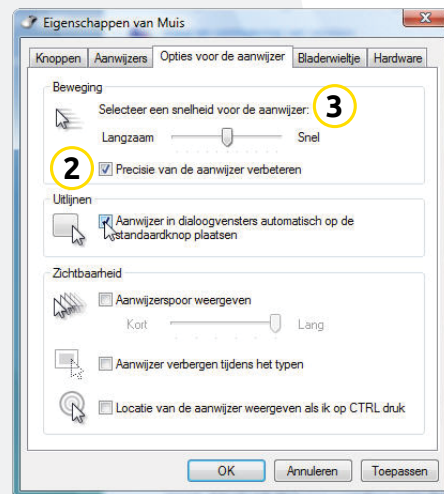 Eigenschappen van Muis
Knoppen Aanwijzers Opties voor de aanwijzer Bladerwieltje Hardware
Beweging
Selecteer een snelheid voor de aanwijzer: 3
Langzaam Snel
2 Precisie van de aanwijzer verbeteren
Uitlijnen
Aanwijzer in dialoogvensters automatisch op de
standaardknop plaatsen
Zichtbaarheid
Aanwijzerspoor weergeven
Kort Lang
Aanwijzer verbergen tijdens het typen
Locatie van de aanwijzer weergeven als ik op CTRL druk
OK Annuleren Toepassen